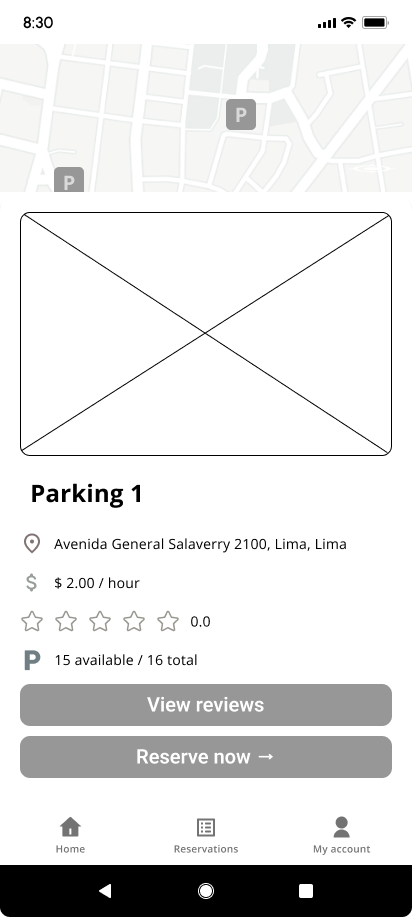 8:30
P
P
Parking 1
Avenida General Salaverry 2100, Lima, Lima
$ 2.00 / hour
0.0
P 15 available / 16 total
View reviews
Reserve now →
Home Reservations My account